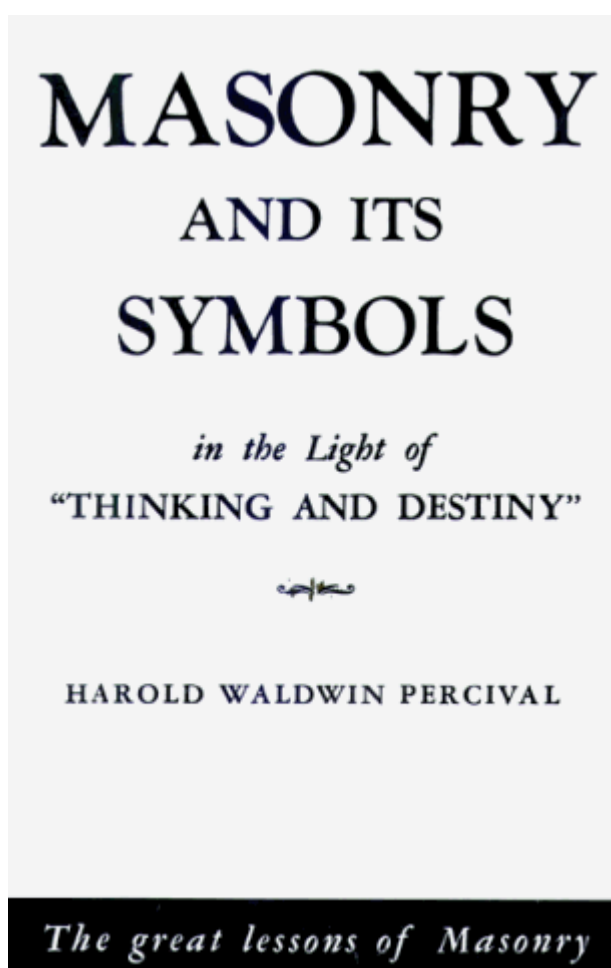 MASONRY
AND ITS
SYMBOLS
in the Light of
“THINKING AND DESTINY”
HAROLD WALDWIN PERCIVAL
The great lessons of Masonry